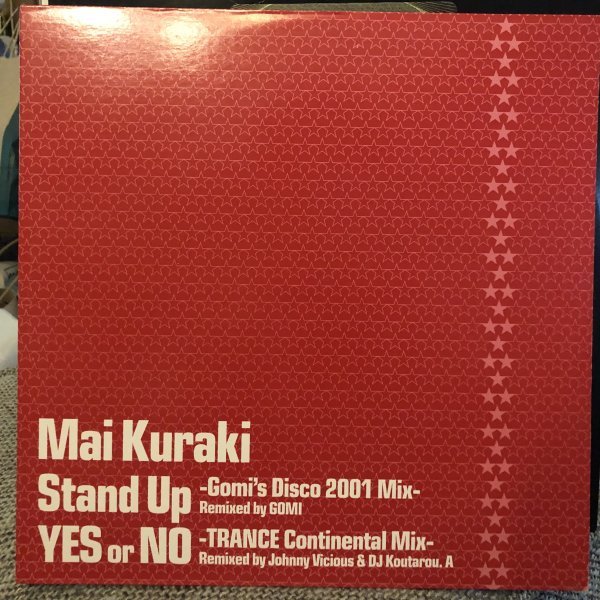 Mai Kuraki
Stand Up -Gomi's Disco 2001 Mix-
Remixed by GOMI
YES or NO -TRANCE Continental Mix-
Remixed by Johnny Vicious & DJ Koutarou. A